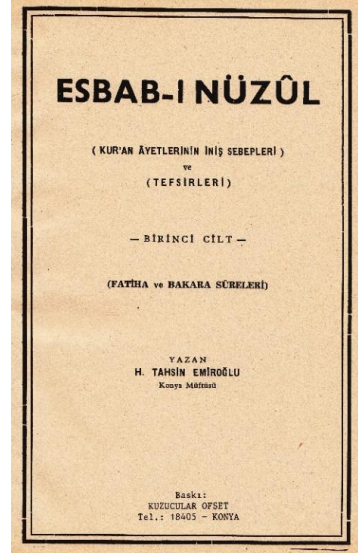 ESBAB-I NÜZÛL
( KUR'AN ÂYETLERİNİN İNİŞ SEBEPLERİ )
ve
( TEFSİRLERİ )
— BİRİNCİ CİLT —
(FATİHA ve BAKARA SÛRELERİ)
YAZAN
H. TAHSİN EMİROĞLU
Konya Müftüsü
Baskı:
KUZUCULAR OFSET
Tel.: 18405 - KONYA